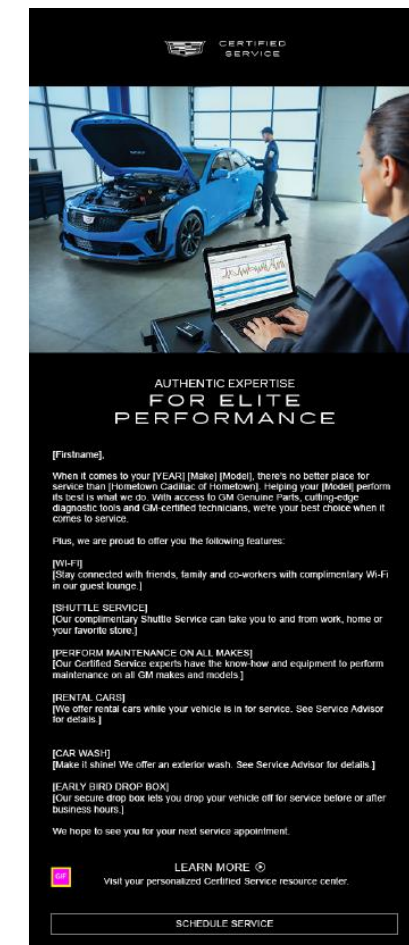 CERTIFIED
SERVICE
AUTHENTIC EXPERTISE
FOR ELITE
PERFORMANCE
[Firstname],
When it comes to your [YEAR] [Make] [Model], there's no better place for
service than [Hometown Cadillac of Hometown]. Helping your [Model] perform
its best is what we do. With access to GM Genuine Parts, cutting-edge
diagnostic tools and GM-certified technicians, we're your best choice when it
comes to service.
Plus, we are proud to offer you the following features:
[WI-FI]
[Stay connected with friends, family and co-workers with complimentary Wi-Fi
in our guest lounge.]
[SHUTTLE SERVICE]
[Our complimentary Shuttle Service can take you to and from work, home or
your favorite store.]
[PERFORM MAINTENANCE ON ALL MAKES]
[Our Certified Service experts have the know-how and equipment to perform
maintenance on all GM makes and models.]
[RENTAL CARS]
[We offer rental cars while your vehicle is in for service. See Service Advisor
for details.]
[CAR WASH]
[Make it shine! We offer an exterior wash. See Service Advisor for details.]
[EARLY BIRD DROP BOX]
[Our secure drop box lets you drop your vehicle off for service before or after
business hours.]
We hope to see you for your next service appointment.
GIF
LEARN MORE
Visit your personalized Certified Service resource center.
SCHEDULE SERVICE